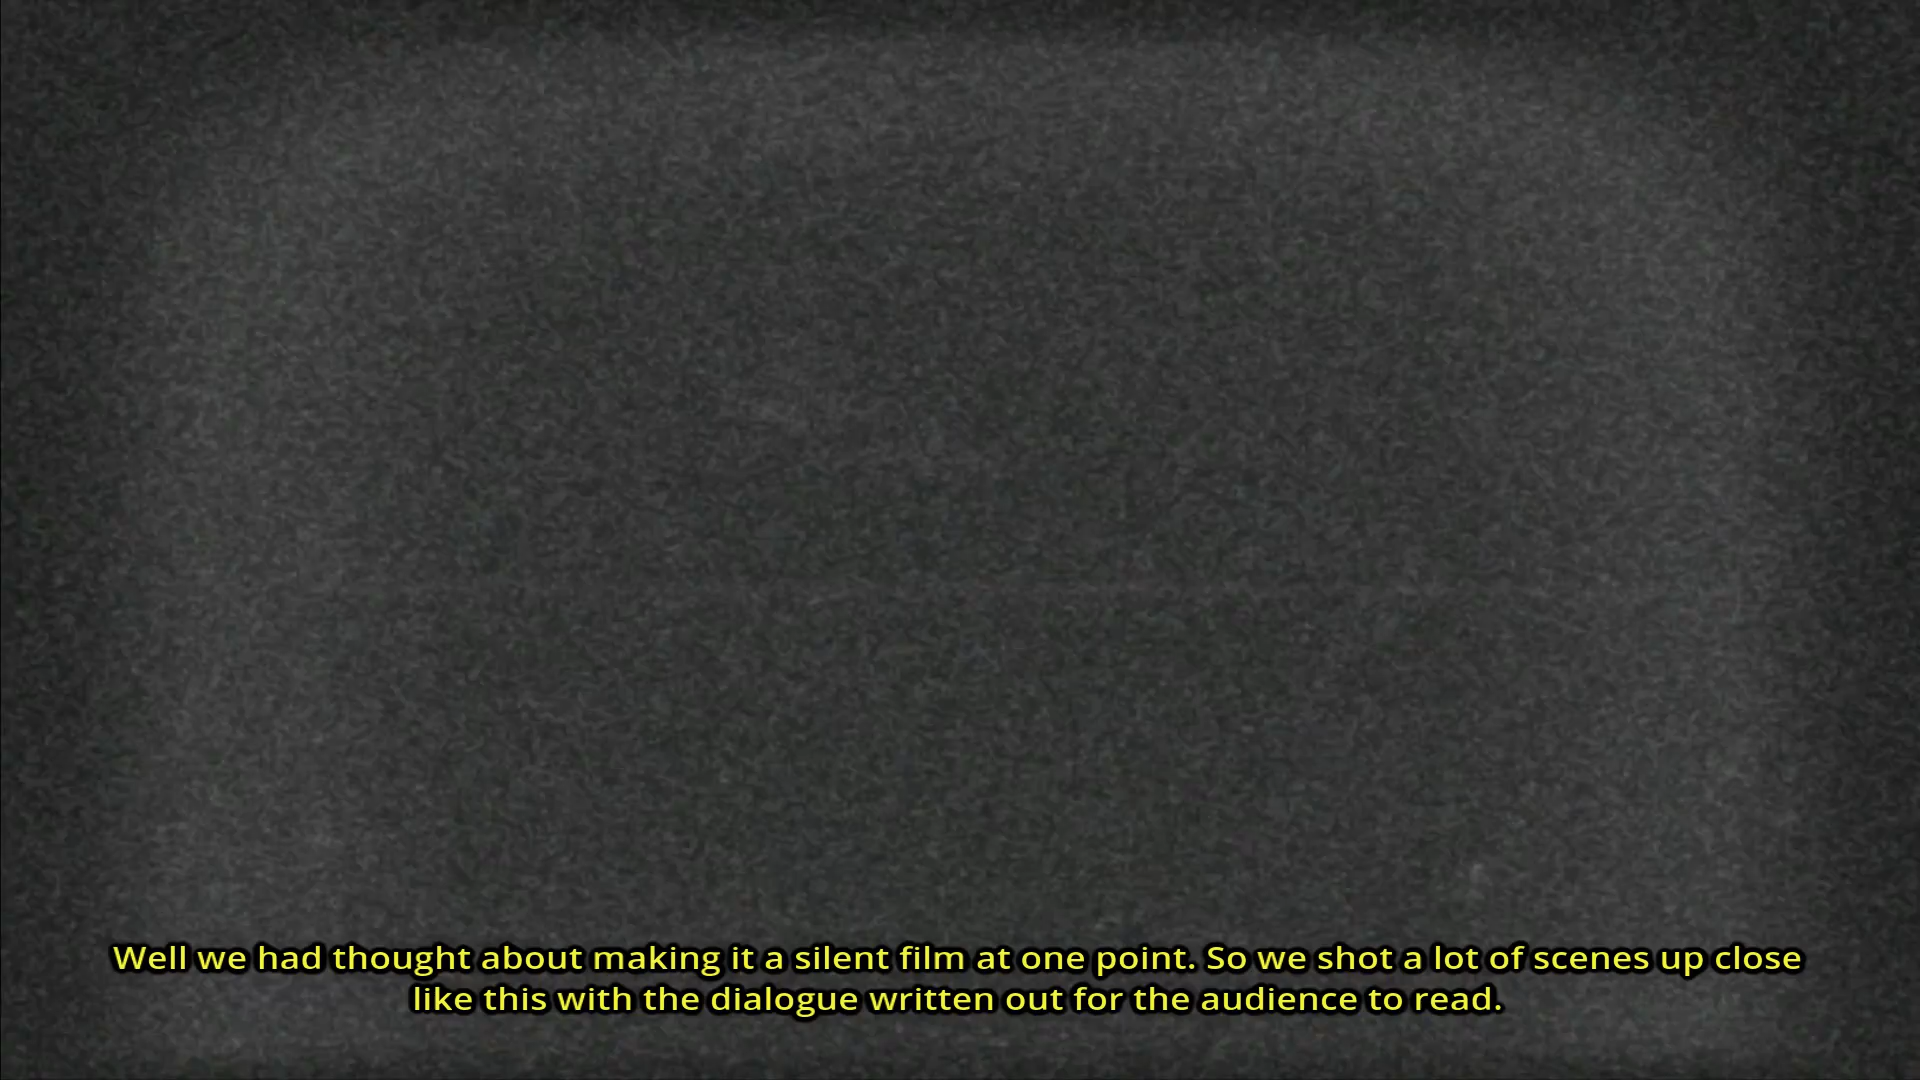 Well we had thought about making it a silent film at one point. So we shot a lot of scenes up close
like this with the dialogue written out for the audience to read.